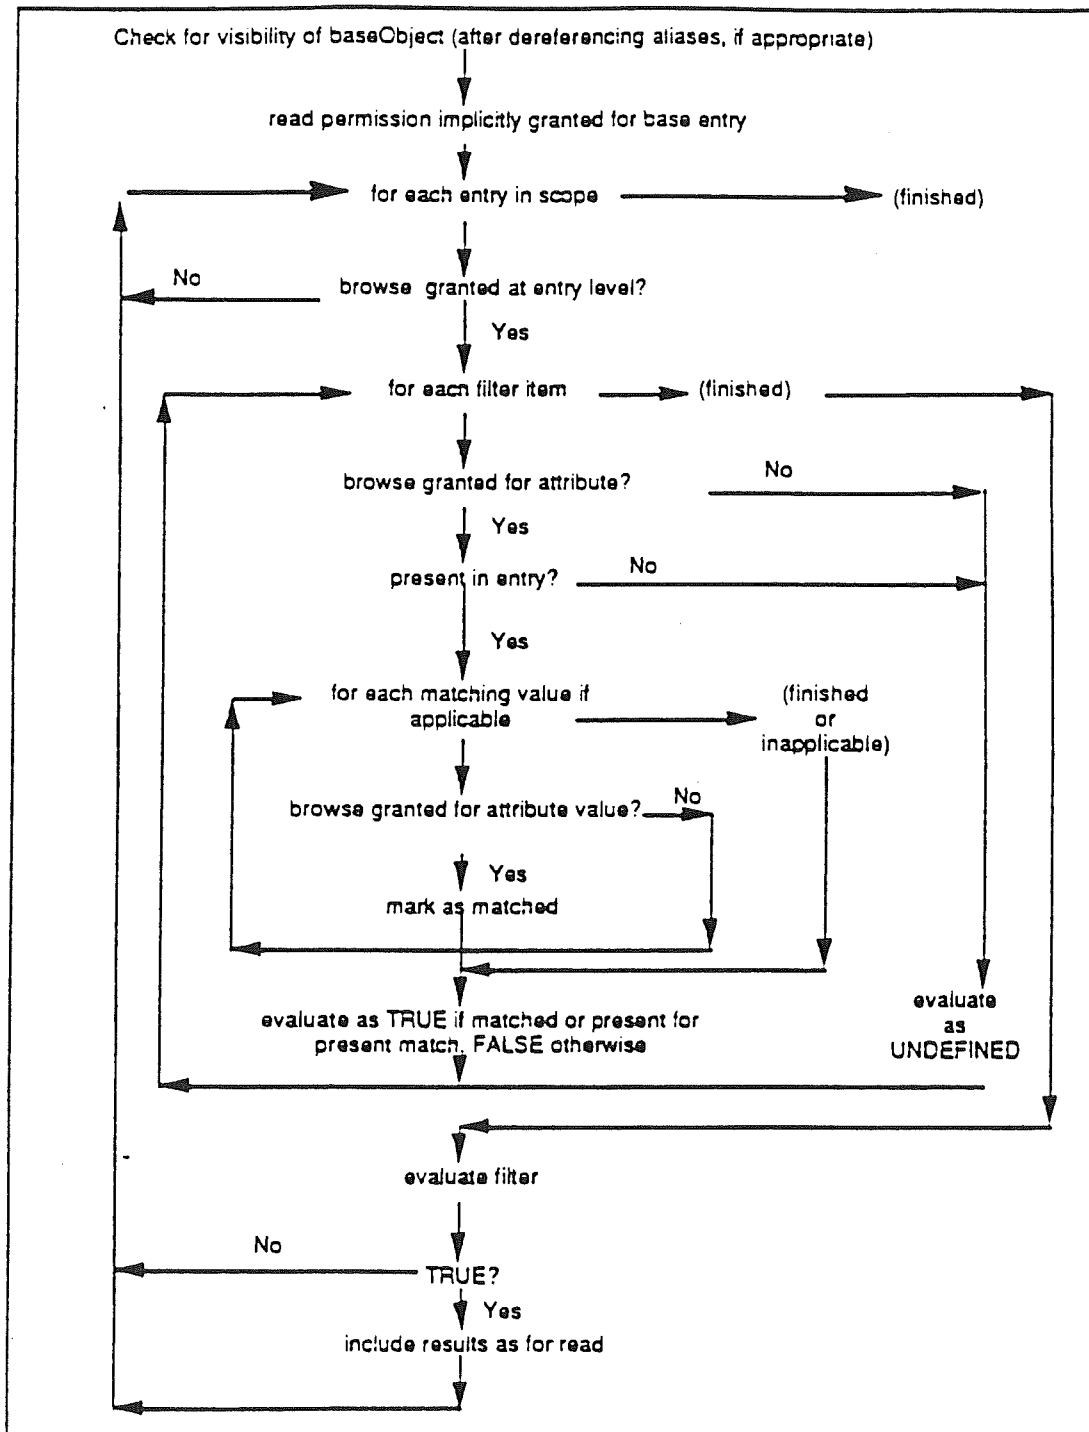 Check for visibility of baseObject (after dereferencing aliases, if appropriate)
read permission implicitly granted for base entry
for each entry in scope
(finished)
No
browse granted at entry level?
Yes
for each filter item
(finished)
No
browse granted for attribute?
Yes
present in entry?
No
Yes
for each matching value if
applicable
(finished
or
inapplicable)
browse granted for attribute value?
No
Yes
mark as matched
evaluate as TRUE if matched or present for
present match, FALSE otherwise
evaluate
as
UNDEFINED
evaluate filter
No
TRUE?
Yes
include results as for read